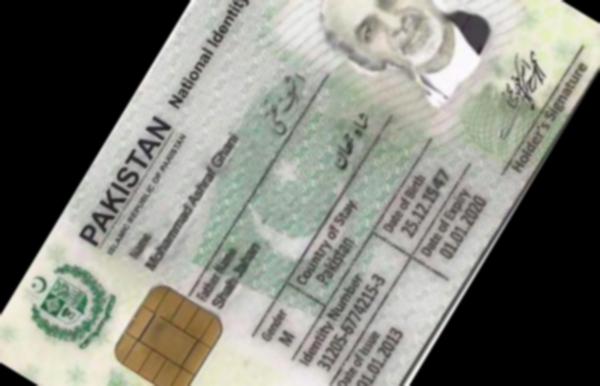 PAKISTAN National Identity
ISLAMIC REPUBLIC OF PAKISTAN
Name
Mohammad Ashraf Ghani
Father Name
Shah Jahan
شاہ جہان
Gender
M
Country of Stay
Pakistan
Identity Number
31205-6774215-3
Date of Birth
25.12.1947
Date of Issue
01.01.2013
Date of Expiry
01.01.2020
Holder's Signature